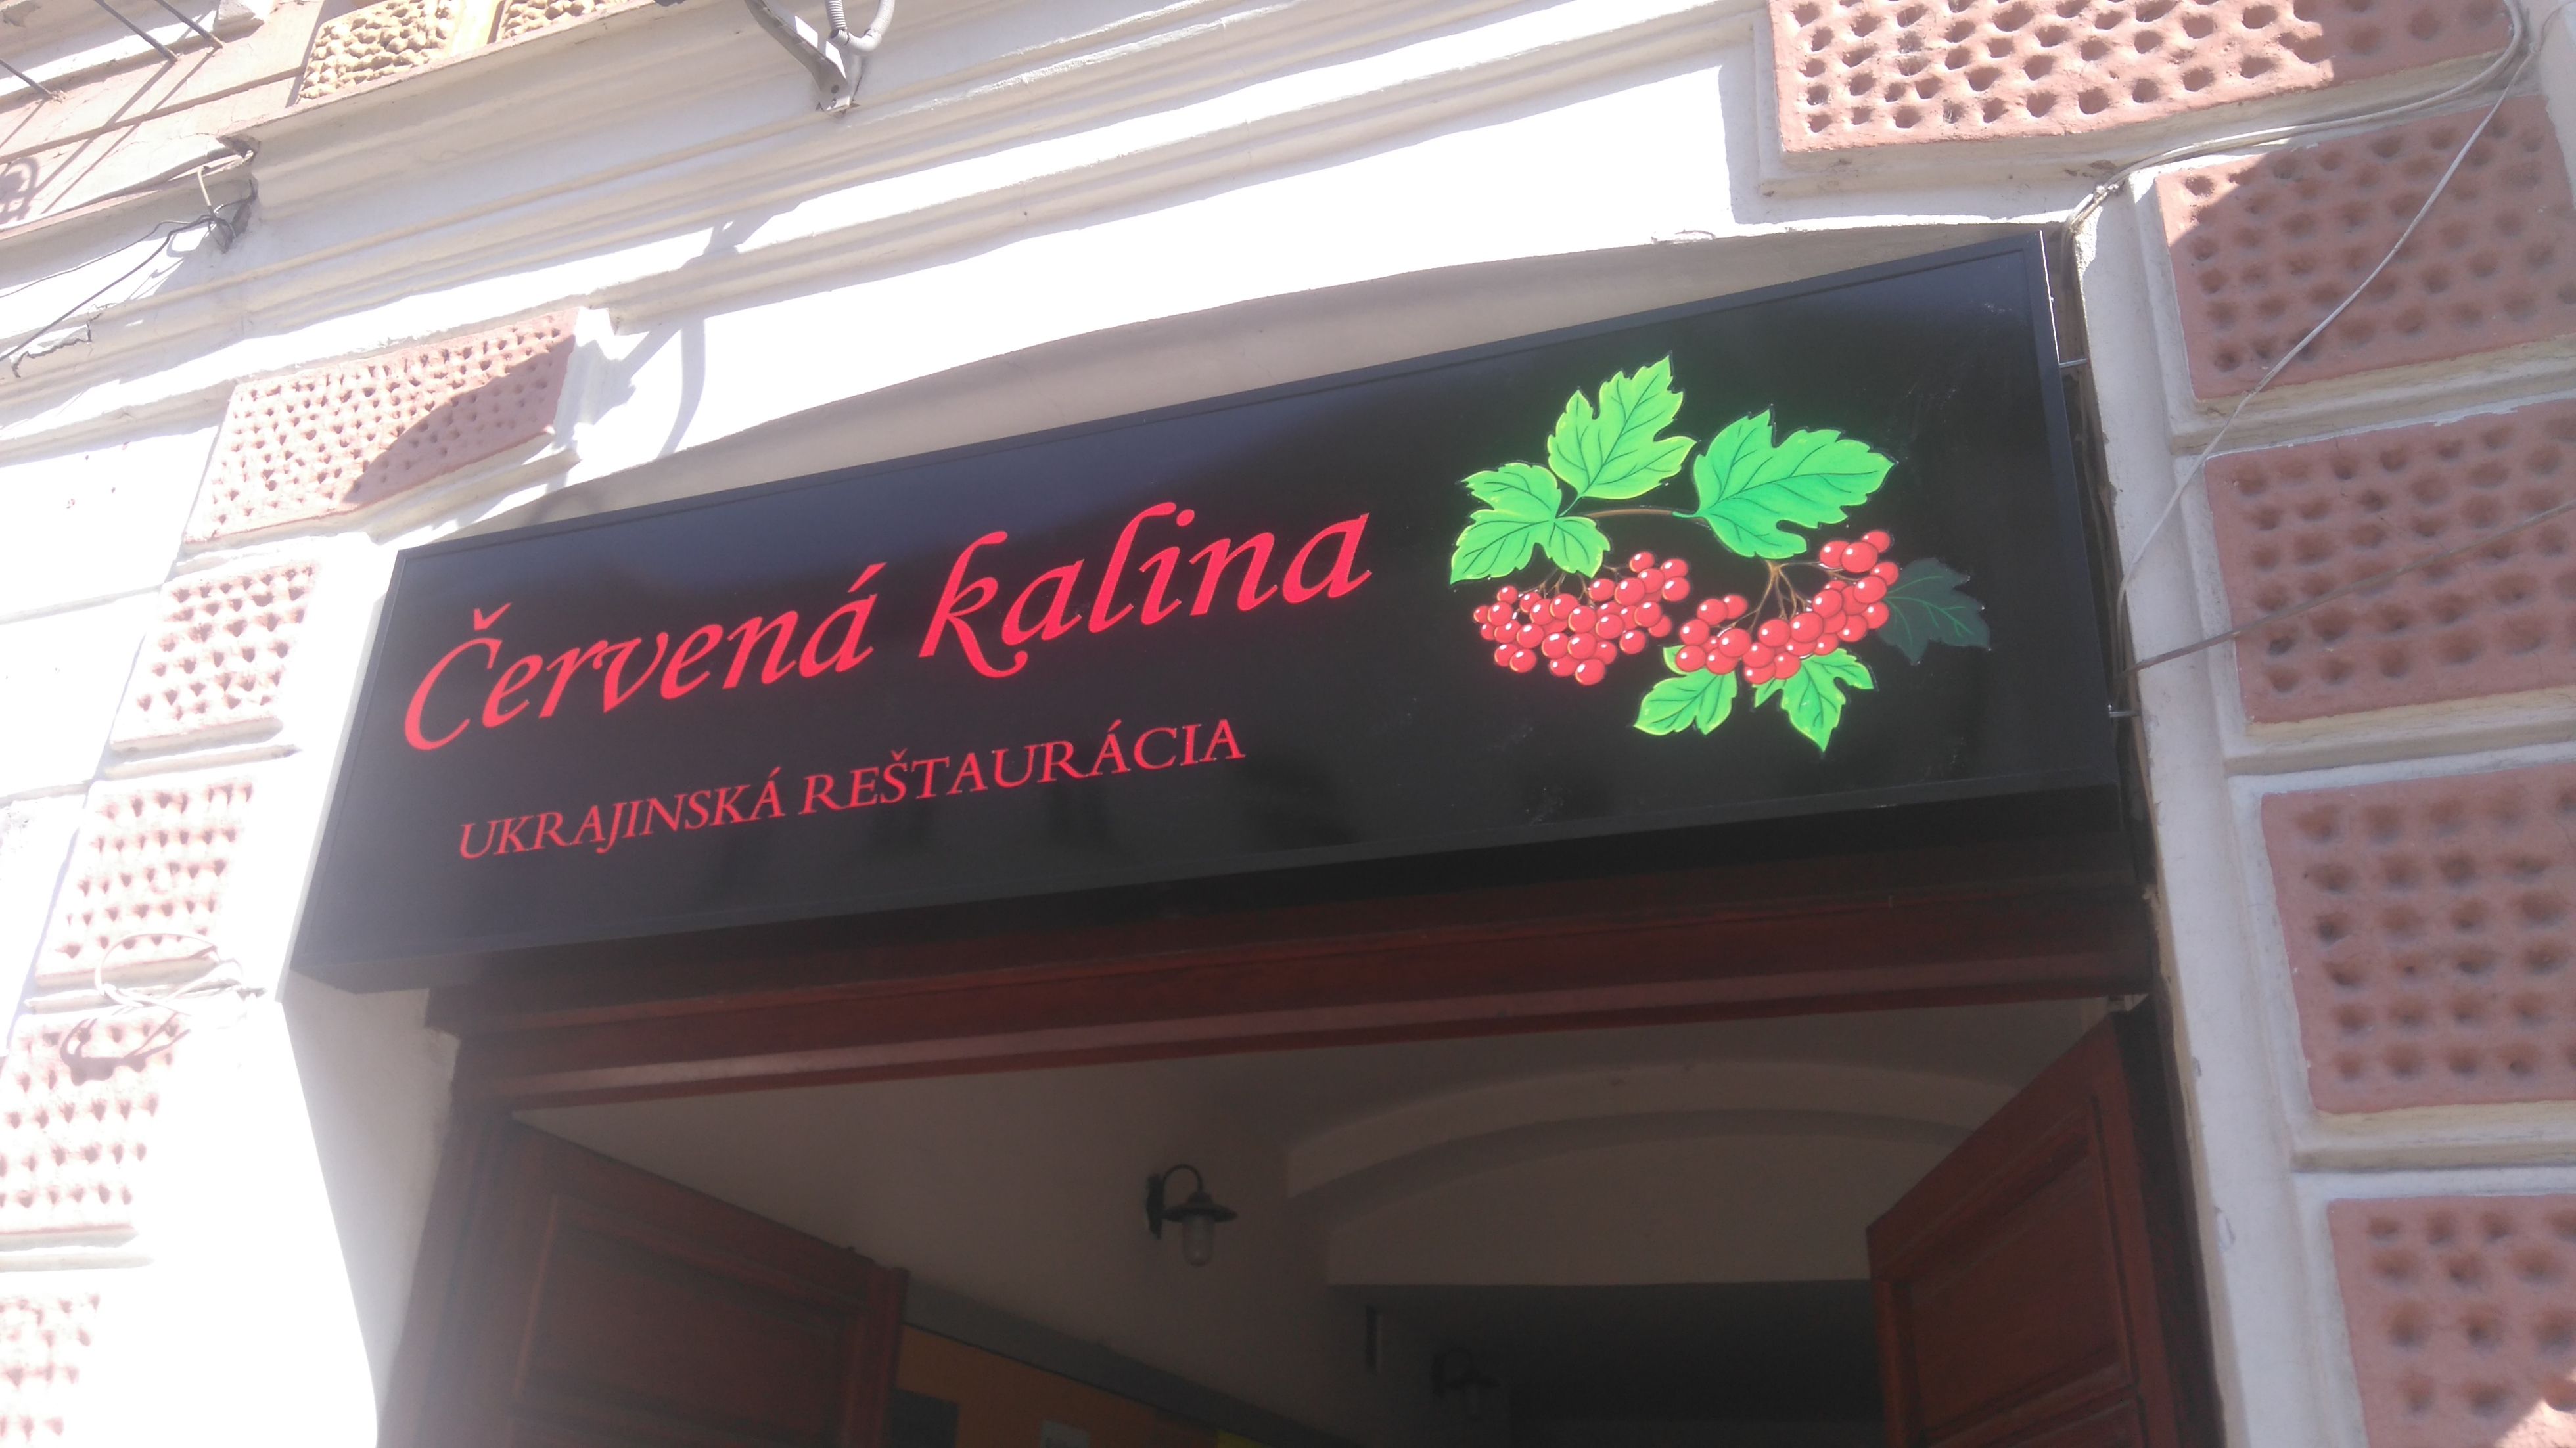 Červená kalina
UKRAJINSKÁ REŠTAURÁCIA